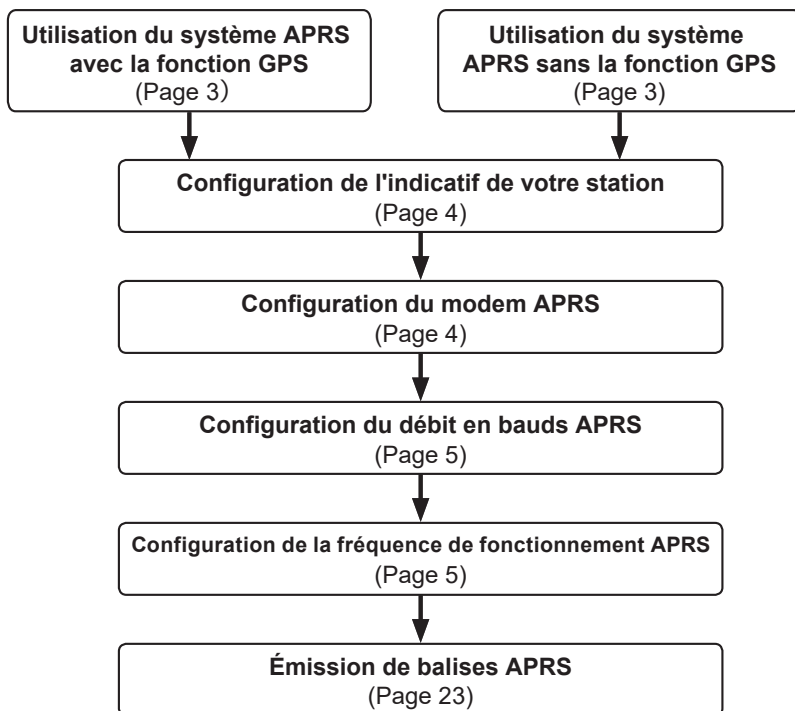 Utilisation du système APRS
avec la fonction GPS
(Page 3）
Utilisation du système
APRS sans la fonction GPS
(Page 3)
Configuration de l'indicatif de votre station
(Page 4)
Configuration du modem APRS
(Page 4)
Configuration du débit en bauds APRS
(Page 5)
Configuration de la fréquence de fonctionnement APRS
(Page 5)
Émission de balises APRS
(Page 23)